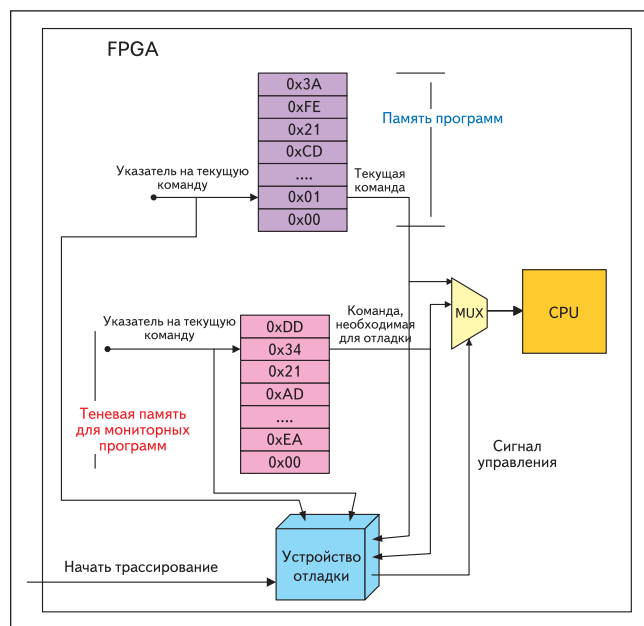 FPGA
0x3A
0xFE
0x21
0xCD
....
0x01
0x00
Память программ
Указатель на текущую
команду
Текущая
команда
Указатель на текущую
команду
0xDD
0x34
0x21
0xAD
....
0xEA
0x00
Команда,
необходимая
для отладки
MUX
CPU
Теневая память
для мониторных
программ
Сигнал
управления
Устройство
отладки
Начать трассирование